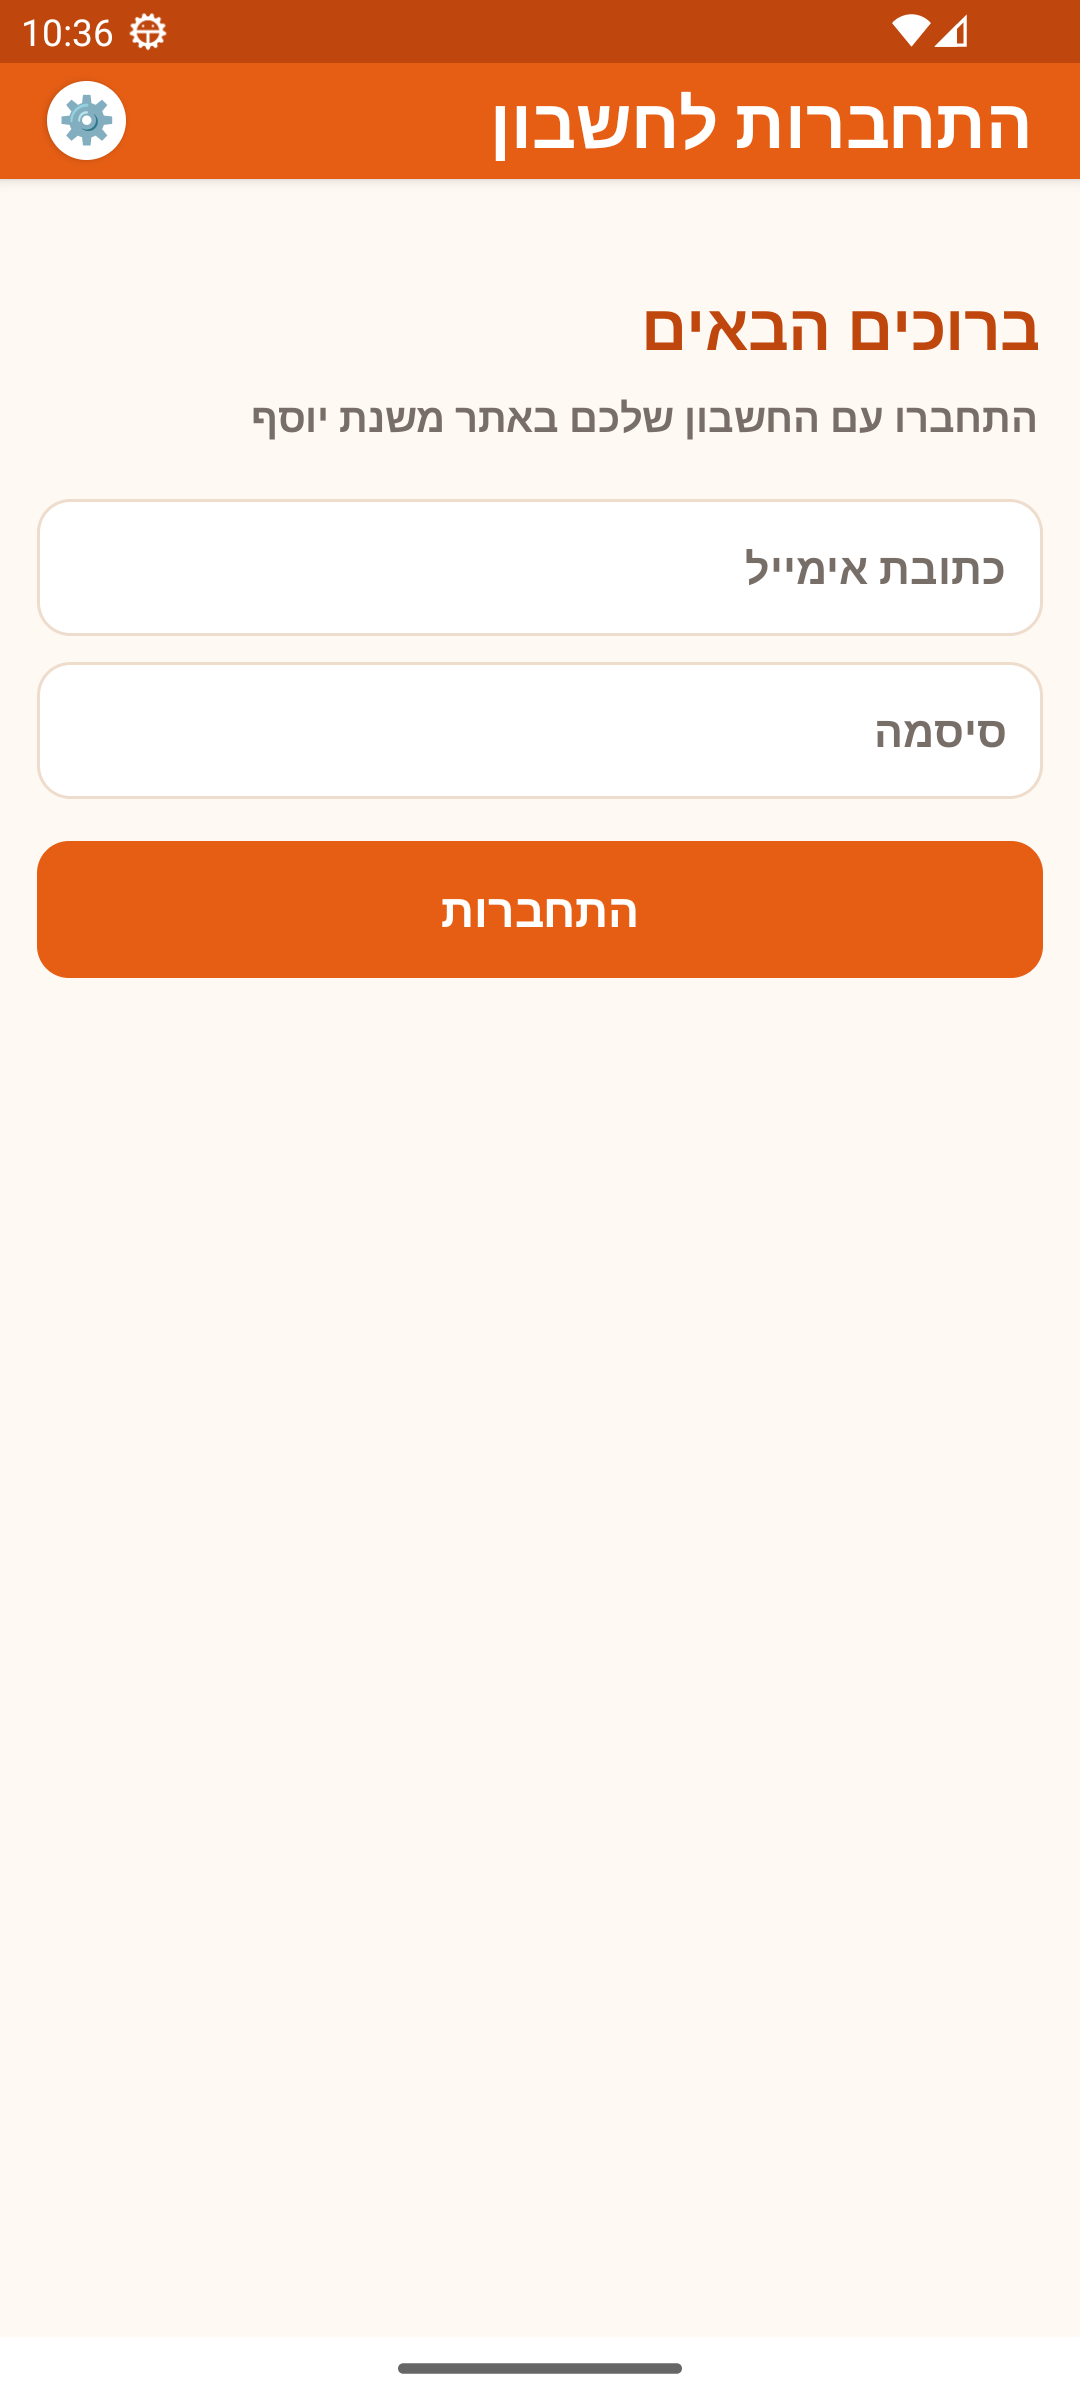 10:36
התחברות לחשבון
ברוכים הבאים
התחברו עם החשבון שלכם באתר משנת יוסף
כתובת אימייל
סיסמה
התחברות